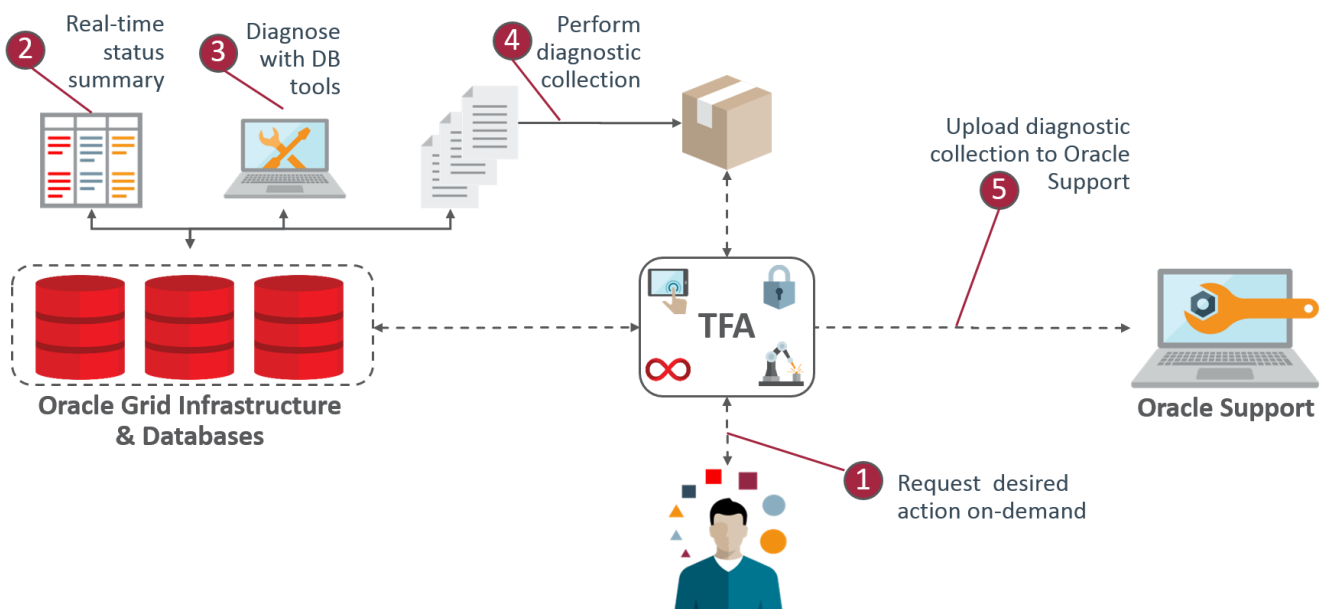 2
Real-time
status
summary
3
Diagnose
with DB
tools
4
Perform
diagnostic
collection
Upload diagnostic
collection to Oracle
Support
5
TFA
Oracle Grid Infrastructure
& Databases
Oracle Support
1
Request desired
action on-demand